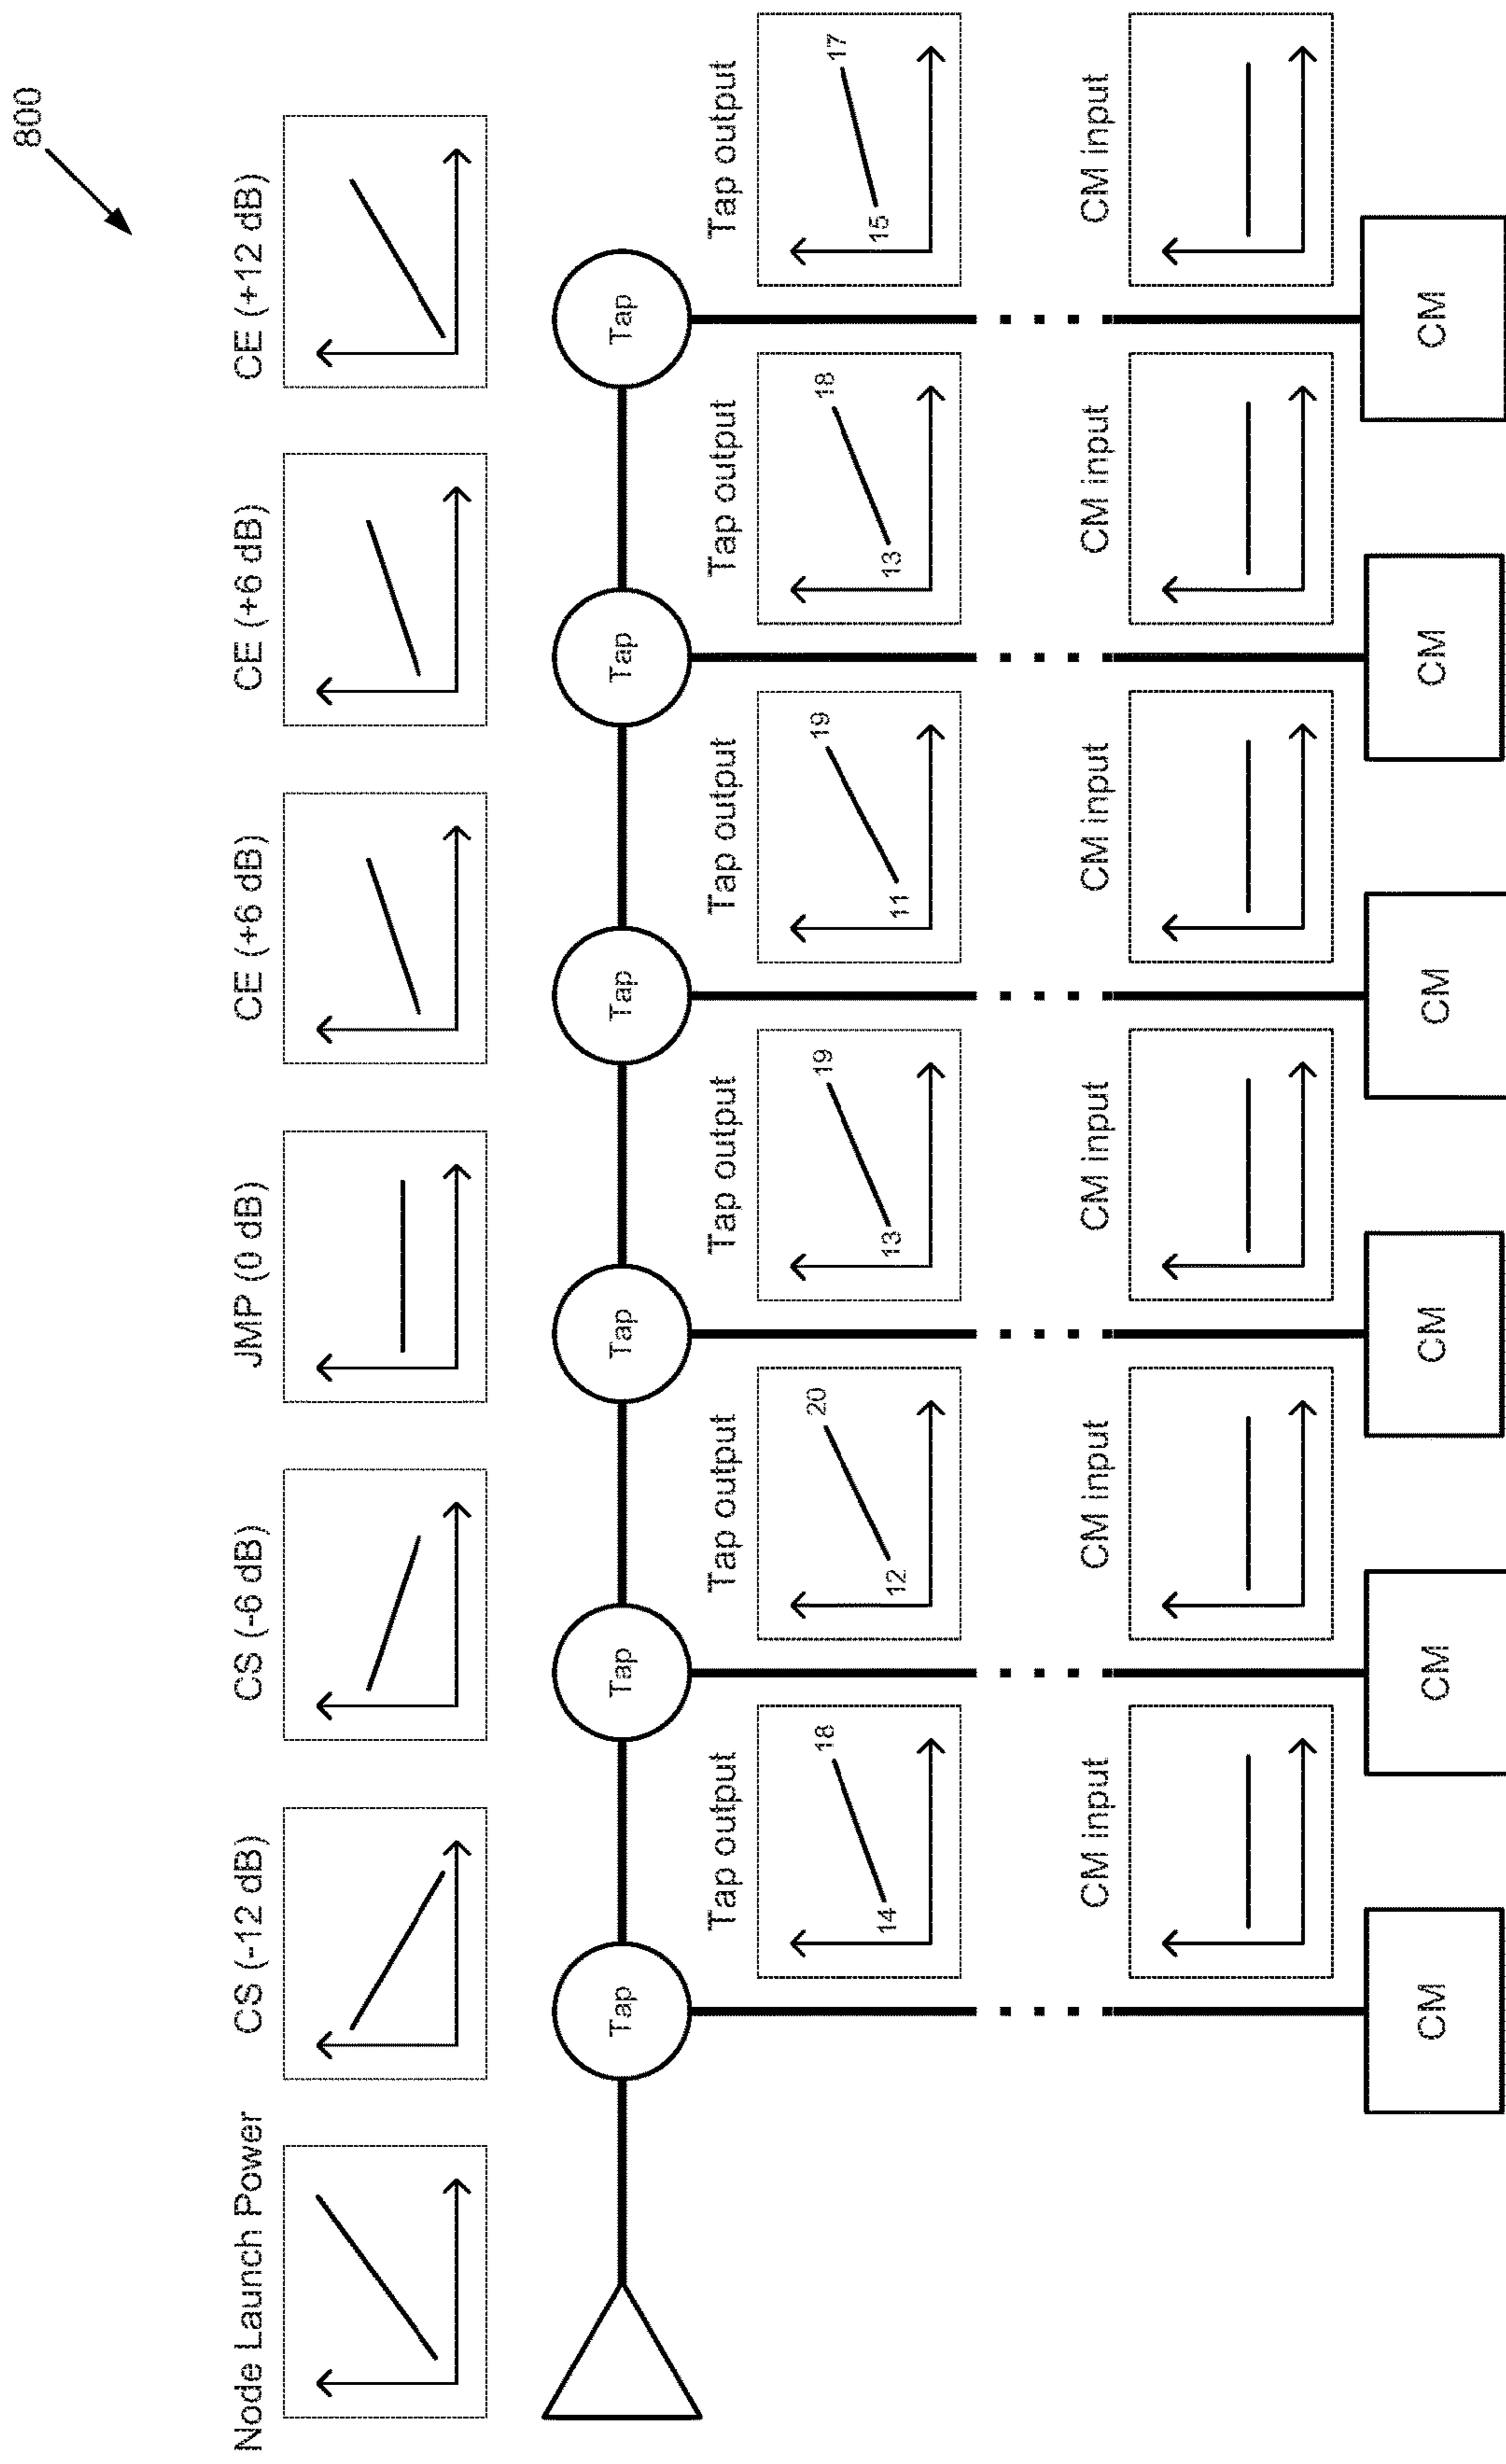 800
Node Launch Power
CS (-12 dB)
CS (-6 dB)
JMP (0 dB)
CE (+6 dB)
CE (+6 dB)
CE (+12 dB)
Tap
Tap
Tap
Tap
Tap
Tap
Tap output
Tap output
Tap output
Tap output
Tap output
Tap output
14
18
12
20
13
19
11
19
13
18
15
17
CM input
CM input
CM input
CM input
CM input
CM input
CM
CM
CM
CM
CM
CM